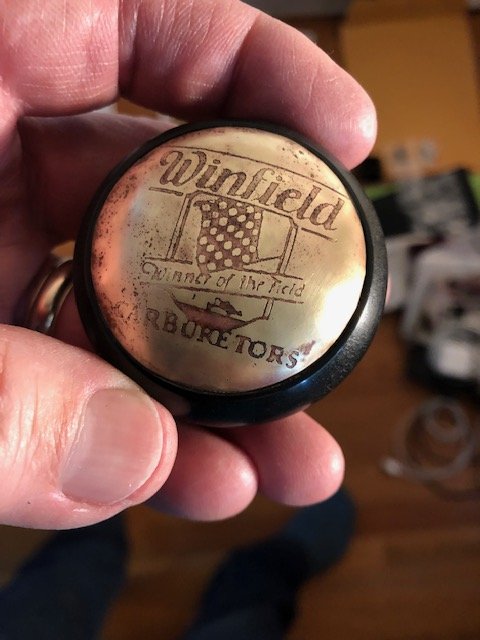 Winfield
Winner of the Field
CARBURETORS